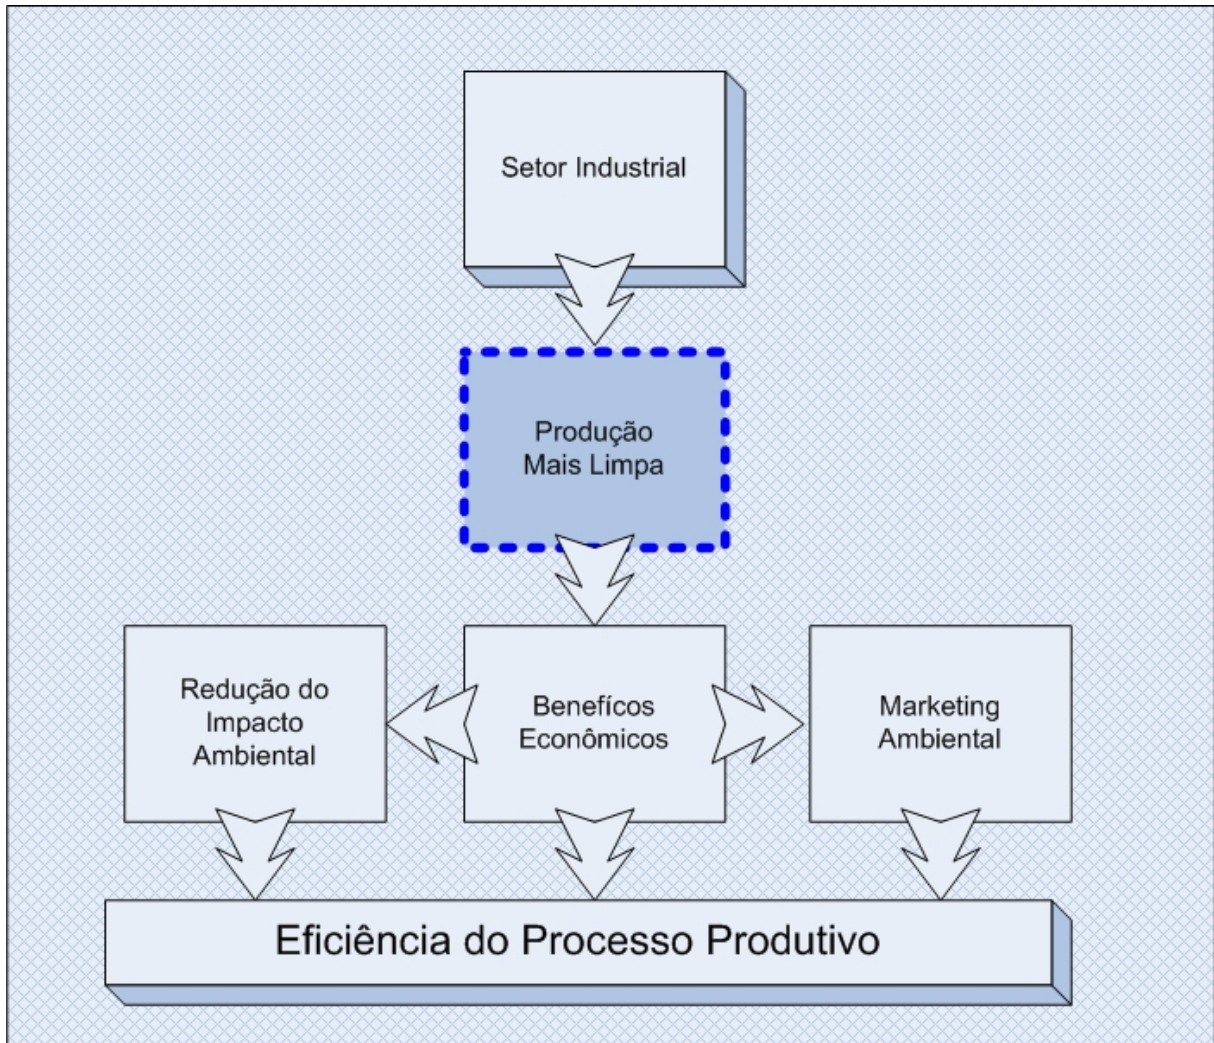 Setor Industrial
Produção
Mais Limpa
Redução do
Impacto
Ambiental
Benefícos
Econômicos
Marketing
Ambiental
Eficiência do Processo Produtivo